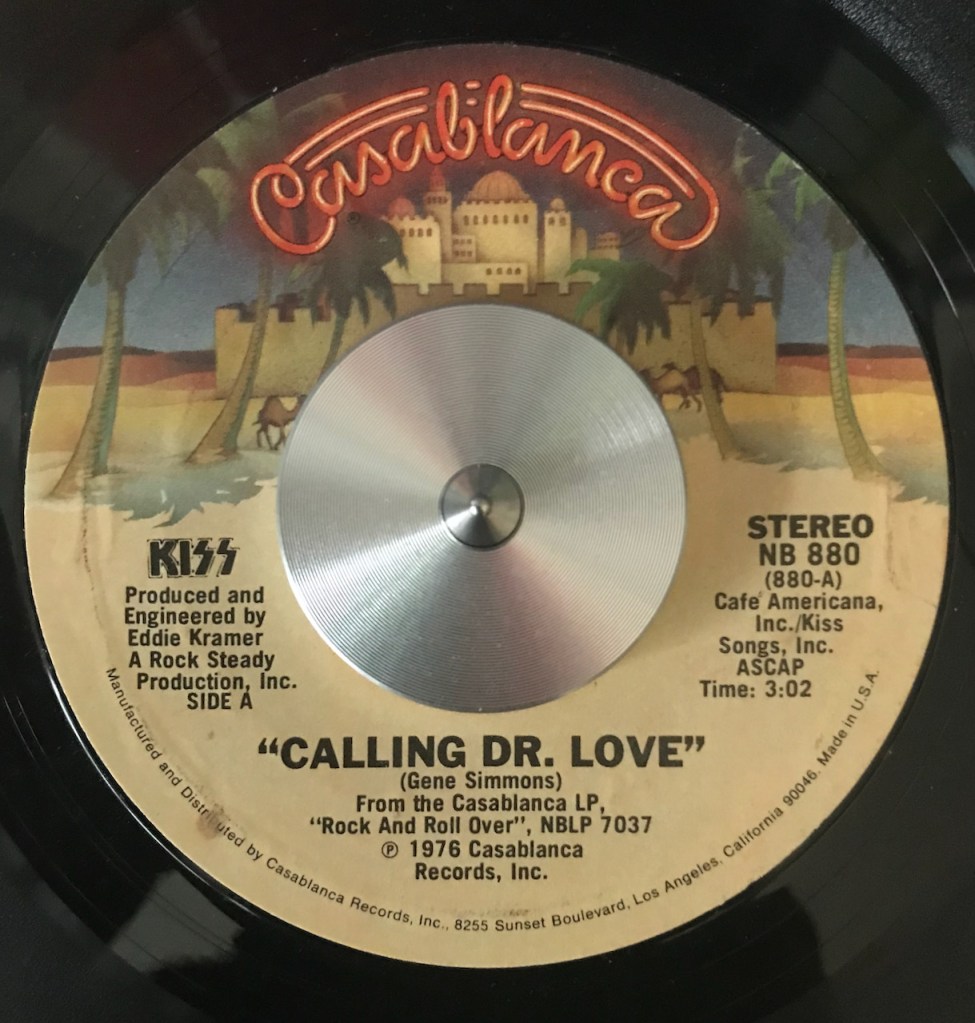 Casablanca
KISS
Produced and
Engineered by
Eddie Kramer
A Rock Steady
Production, Inc.
SIDE A
STEREO
NB 880
(880-A)
Cafe Americana,
Inc./Kiss
Songs, Inc.
ASCAP
Time: 3:02
"CALLING DR. LOVE"
(Gene Simmons)
From the Casablanca LP,
"Rock And Roll Over", NBLP 7037
℗ 1976 Casablanca
Records, Inc.
Manufactured and Distributed by Casablanca Records, Inc., 8255 Sunset Boulevard, Los Angeles, California 90046. Made in U.S.A.